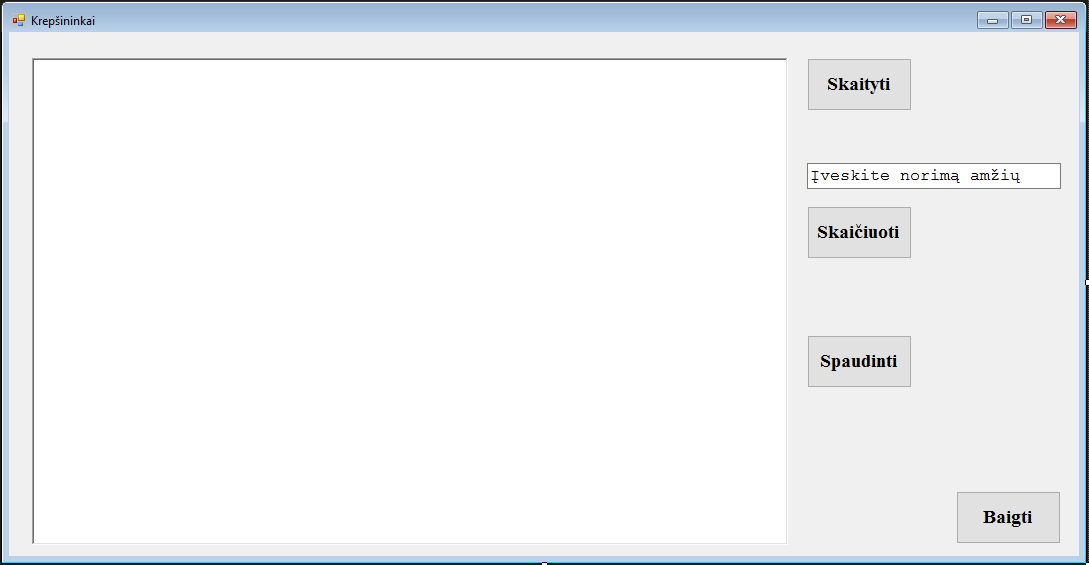 Krepšininkai
Skaityti
Įveskite norimą amžių
Skaičiuoti
Spaudinti
Baigti